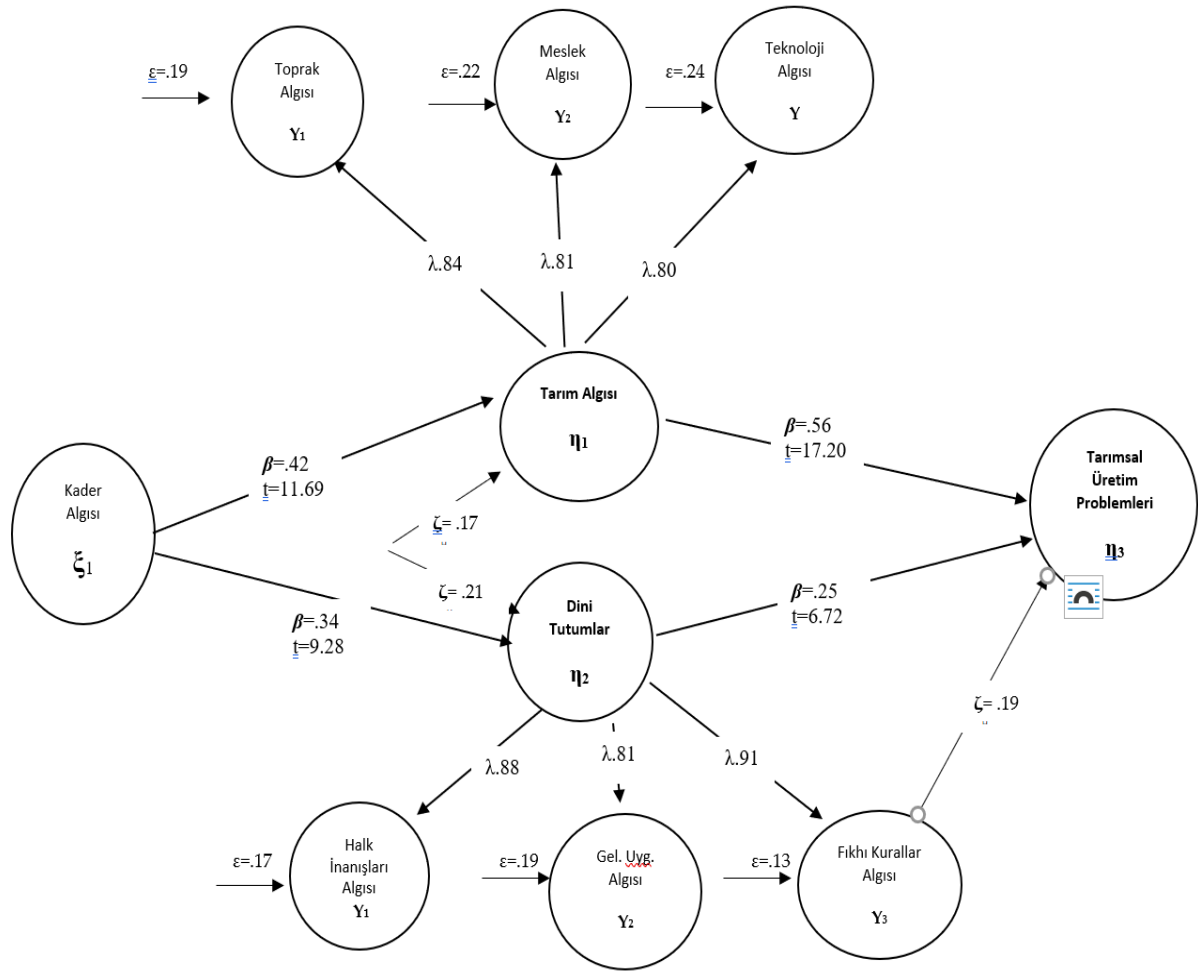 ε=.19
Toprak
Algısı
Y₁
ε=.22
Meslek
Algısı
Y₂
ε=.24
Teknoloji
Algısı
Y
λ.84
λ.81
λ.80
Tarım Algısı
η₁
β=.42
t=11.69
β=.56
t=17.20
Kader
Algısı
ξ₁
ζ= .17
Tarımsal
Üretim
Problemleri
η₃
ζ= .21
β=.34
t=9.28
Dini
Tutumlar
η₂
β=.25
t=6.72
ζ= .19
λ.88
λ.81
λ.91
ε=.17
Halk
İnanışları
Algısı
Y₁
ε=.19
Gel. Uyg.
Algısı
Y₂
ε=.13
Fıkhı Kurallar
Algısı
Y₃